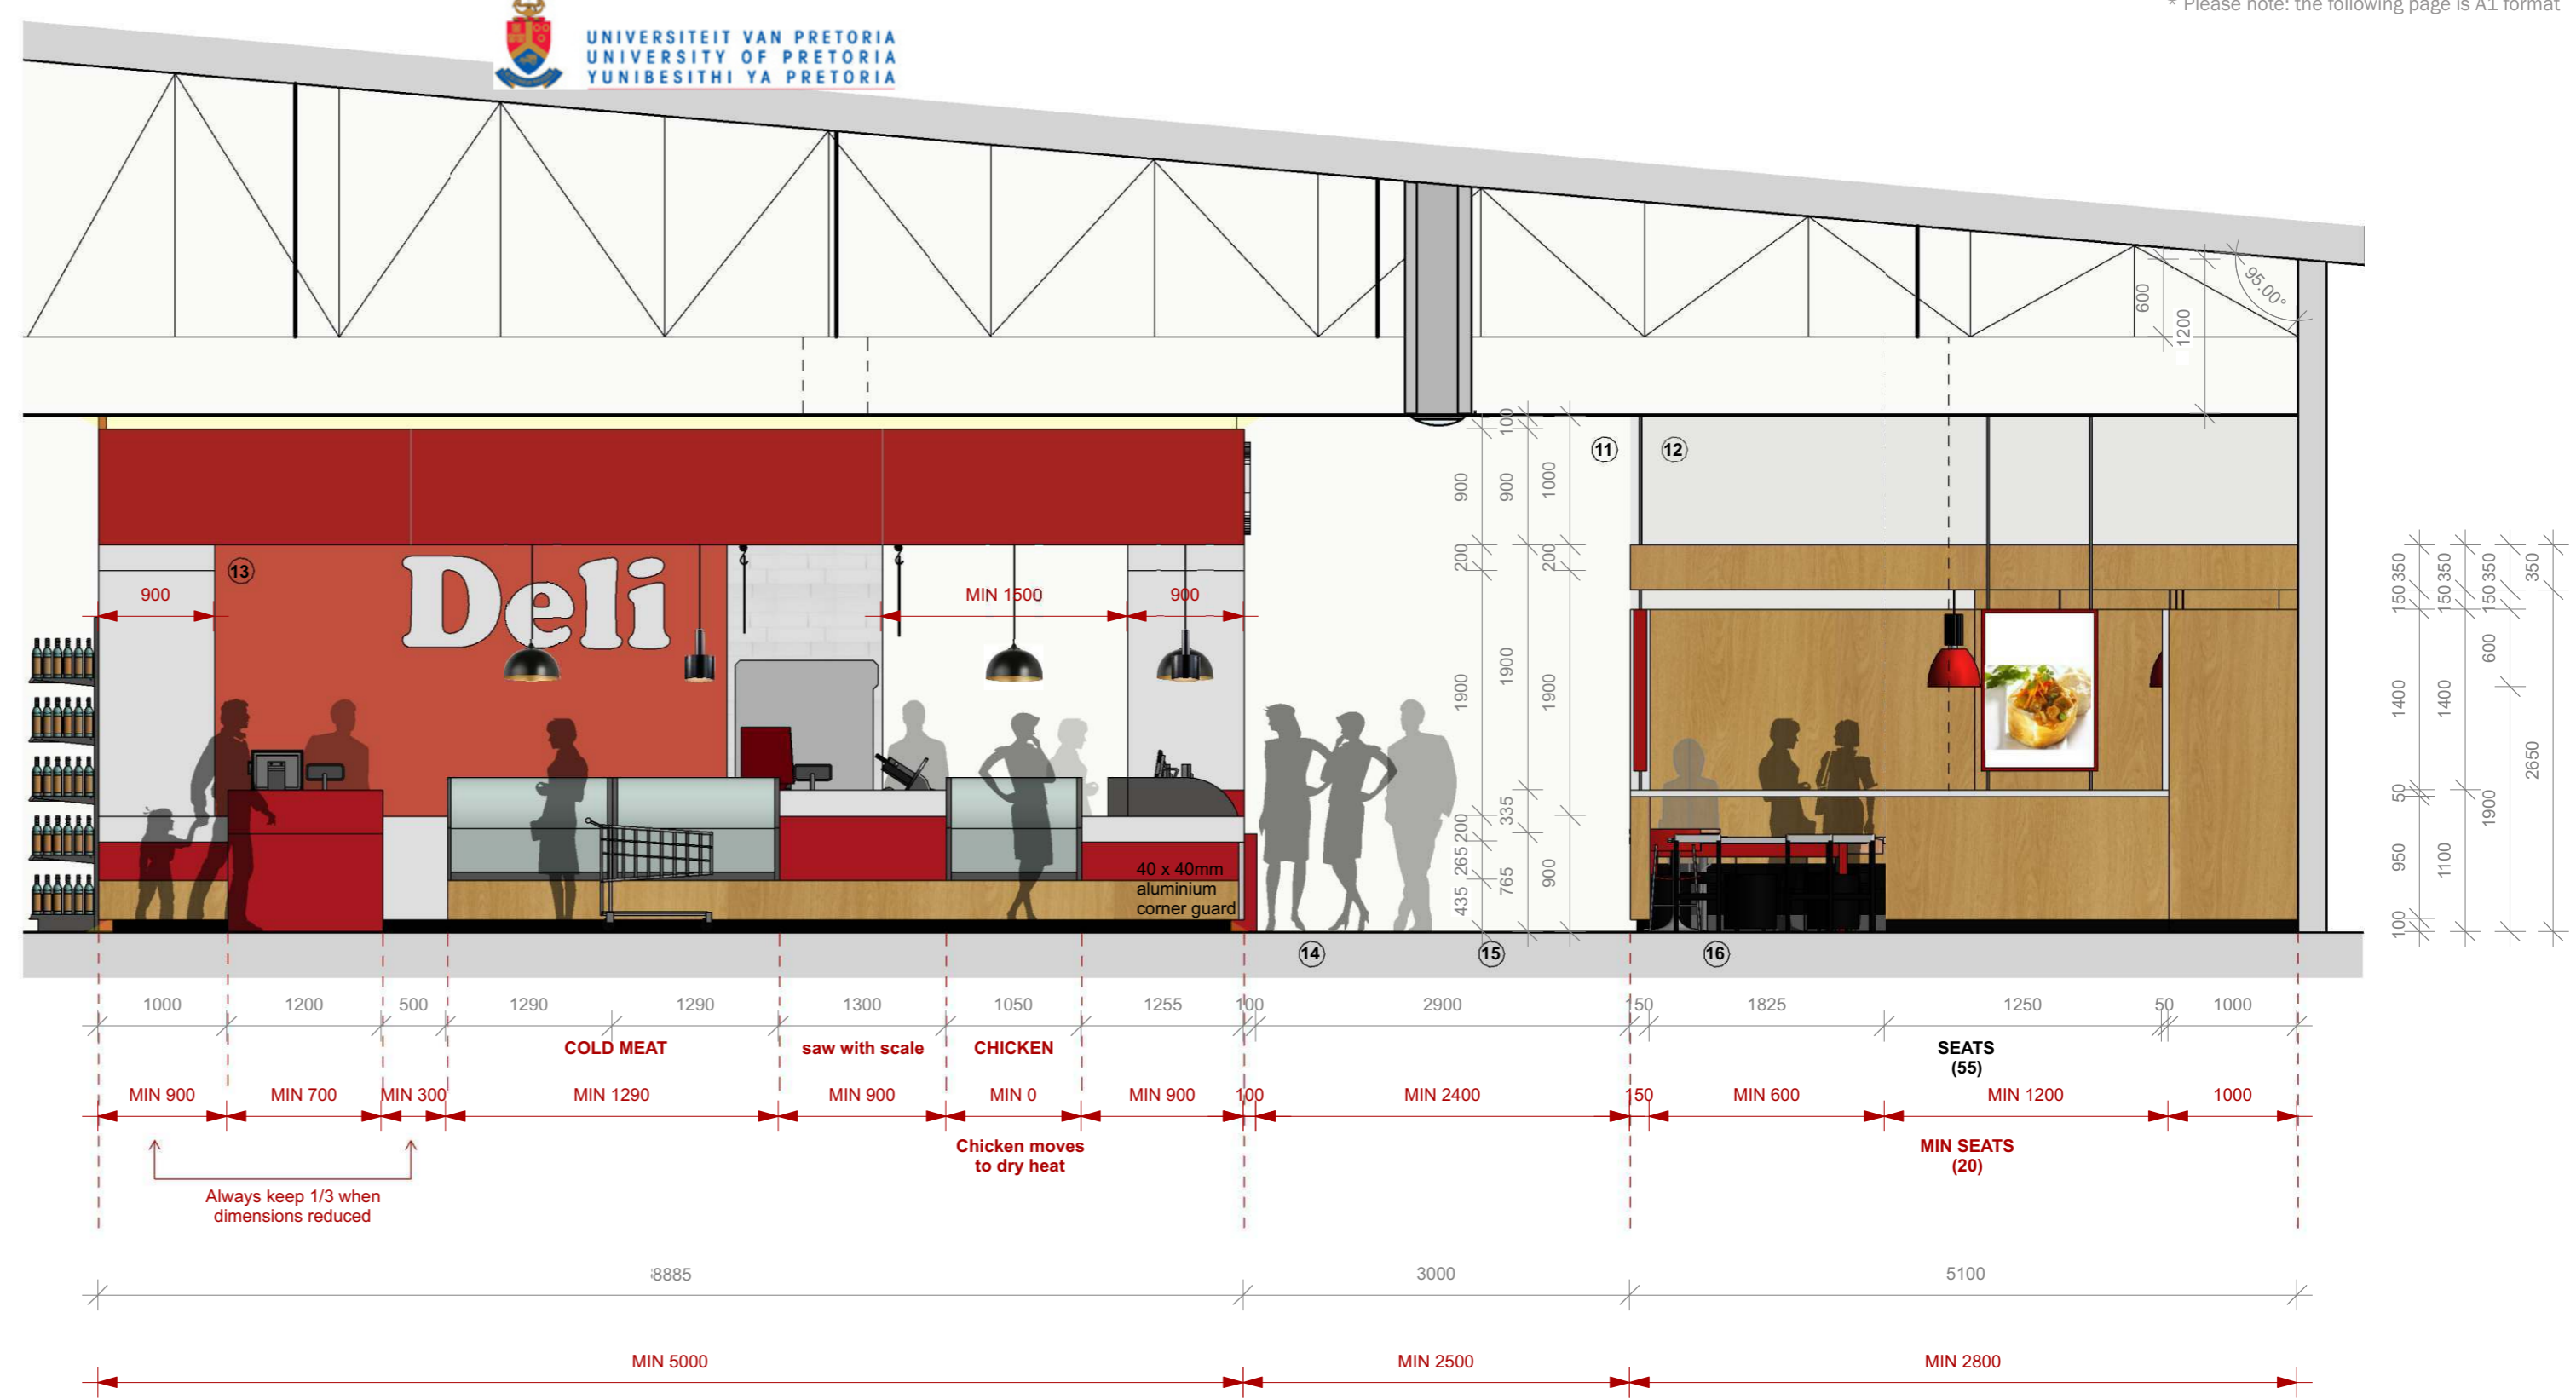 * Please note: the following page is A1 format
UNIVERSITEIT VAN PRETORIA
UNIVERSITY OF PRETORIA
YUNIBESITHI YA PRETORIA
95.00°
600
1200
11
12
100
900
900
1000
200
200
1900
1900
1900
200
335
265
765
900
435
13
Deli
900
MIN 1500
900
40 x 40mm
aluminium
corner guard
350
350
350
350
150
150
150
600
1400
1400
2650
50
1900
950
1100
100
14
15
16
1000
1200
500
1290
1290
1300
1050
1255
100
2900
150
1825
1250
50
1000
COLD MEAT
saw with scale
CHICKEN
SEATS
(55)
MIN 900
MIN 700
MIN 300
MIN 1290
MIN 900
MIN 0
MIN 900
100
MIN 2400
150
MIN 600
MIN 1200
1000
Chicken moves
to dry heat
MIN SEATS
(20)
Always keep 1/3 when
dimensions reduced
8885
3000
5100
MIN 5000
MIN 2500
MIN 2800